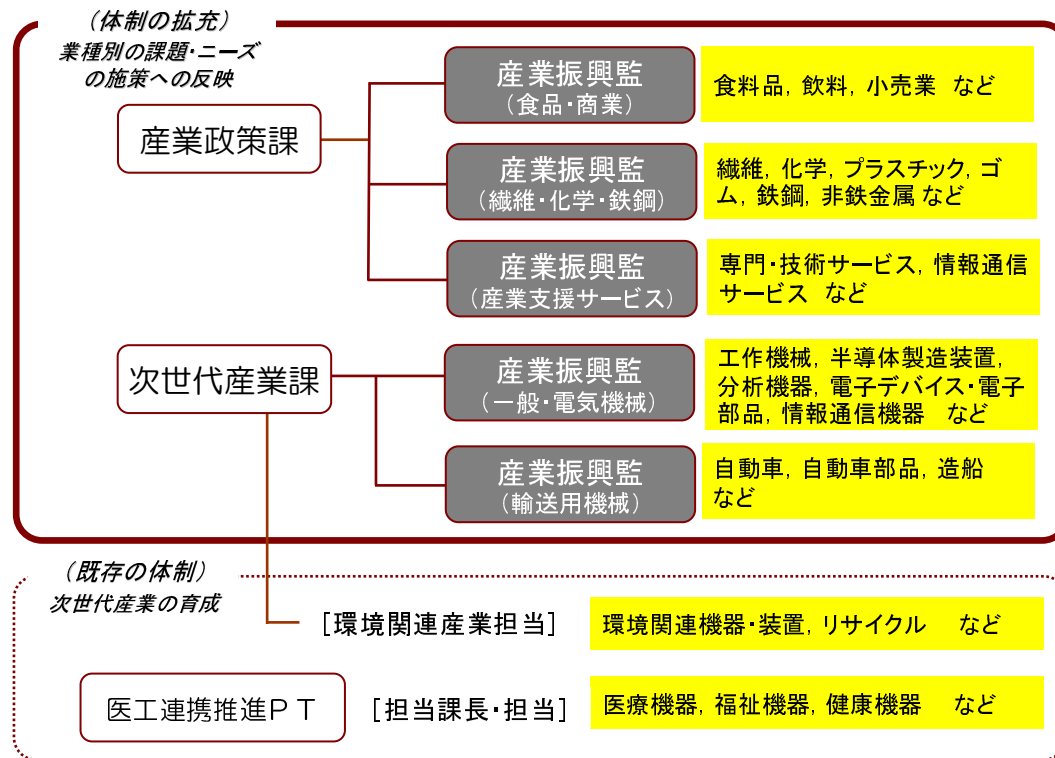 (体制の拡充)
業種別の課題・ニーズ
の施策への反映
産業政策課
産業振興監
(食品・商業)
食料品, 飲料, 小売業 など
産業振興監
(繊維・化学・鉄鋼)
繊維, 化学, プラスチック, ゴ
ム, 鉄鋼, 非鉄金属 など
産業振興監
(産業支援サービス)
専門・技術サービス, 情報通信
サービス など
次世代産業課
産業振興監
(一般・電気機械)
工作機械, 半導体製造装置,
分析機器, 電子デバイス・電子
部品, 情報通信機器 など
産業振興監
(輸送用機械)
自動車, 自動車部品, 造船
など
(既存の体制)
次世代産業の育成
[環境関連産業担当]
環境関連機器・装置, リサイクル など
医工連携推進PT
[担当課長・担当]
医療機器, 福祉機器, 健康機器 など